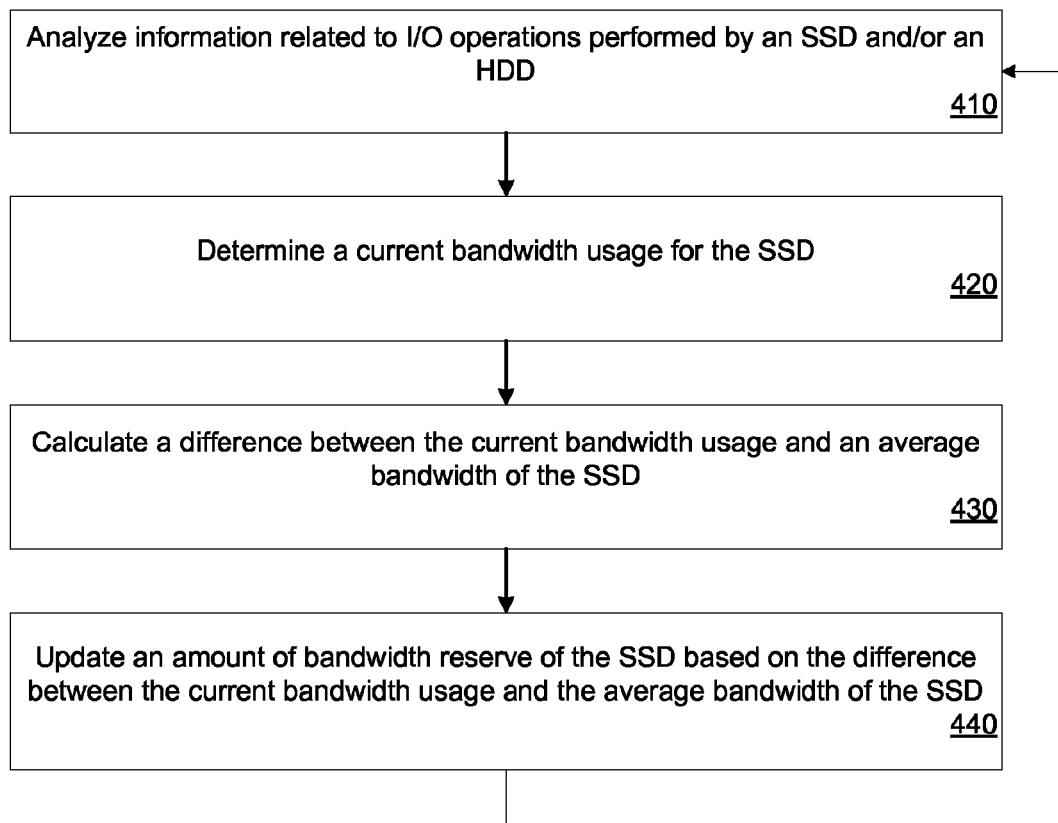 Analyze information related to I/O operations performed by an SSD and/or an
HDD
410
Determine a current bandwidth usage for the SSD
420
Calculate a difference between the current bandwidth usage and an average
bandwidth of the SSD
430
Update an amount of bandwidth reserve of the SSD based on the difference
between the current bandwidth usage and the average bandwidth of the SSD
440